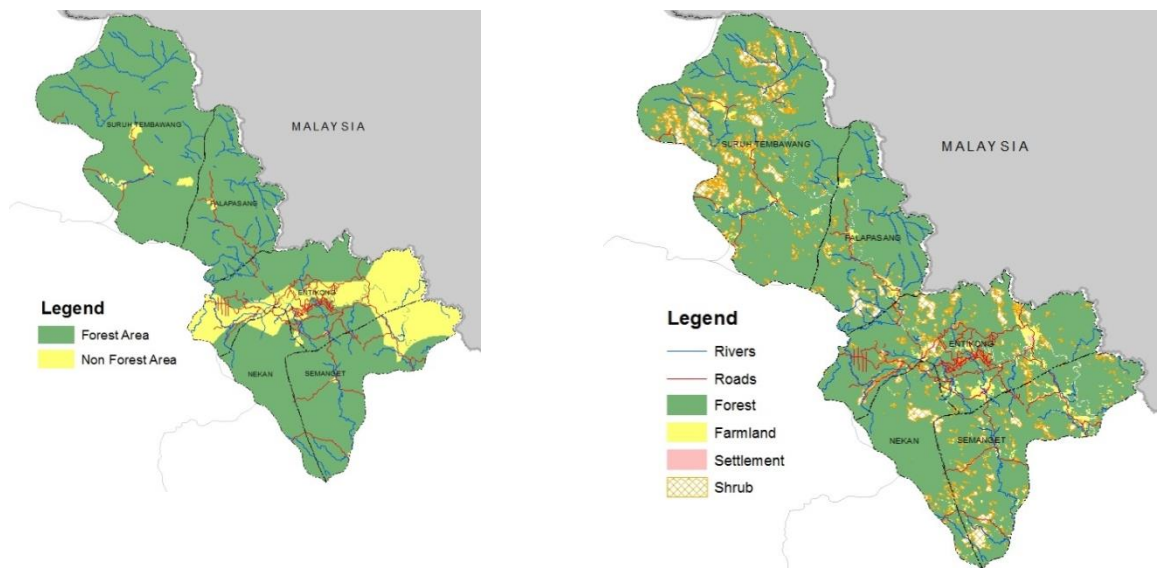 MALAYSIA
SURUH TEMBAWANG
PALAPASANG
ENTIKONG
NEKAN
SEMANGET
Legend
Forest Area
Non Forest Area
MALAYSIA
SURUH TEMBAWANG
PALAPASANG
ENTIKONG
NEKAN
SEMANGET
Legend
Rivers
Roads
Forest
Farmland
Settlement
Shrub